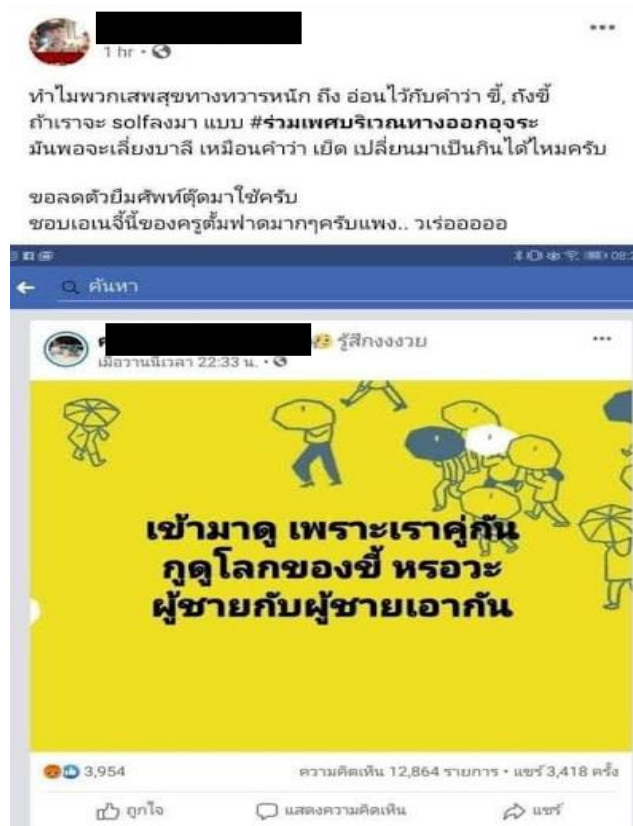 1 hr
ทำไมพวกเสพสุขทางทวารหนัก ถึง อ่อนไว้กับคำว่า ขี้, ถังขี้
ถ้าเราจะ solfลงมา แบบ #ร่วมเพศบริเวณทางออกอุจระ
มันพอจะเลี่ยงบาลี เหมือนคำว่า เย็ด เปลี่ยนมาเป็นกินได้ไหมครับ
ขอลดตัวยืมศัพท์ตุ๊ดมาใช้ครับ
ชอบเอเนจี้นี้ของครูตั้มฟาดมากๆครับแพง.. วเร่อออออ
ค้นหา
รู้สึกงงงวย
เมื่อวานนี้เวลา 22:33 น.
เข้ามาดู เพราะเราคู่กัน
กูดูโลกของขี้ หรอวะ
ผู้ชายกับผู้ชายเอากัน
3,954
ความคิดเห็น 12,864 รายการ • แชร์ 3,418 ครั้ง
ถูกใจ
แสดงความคิดเห็น
แชร์